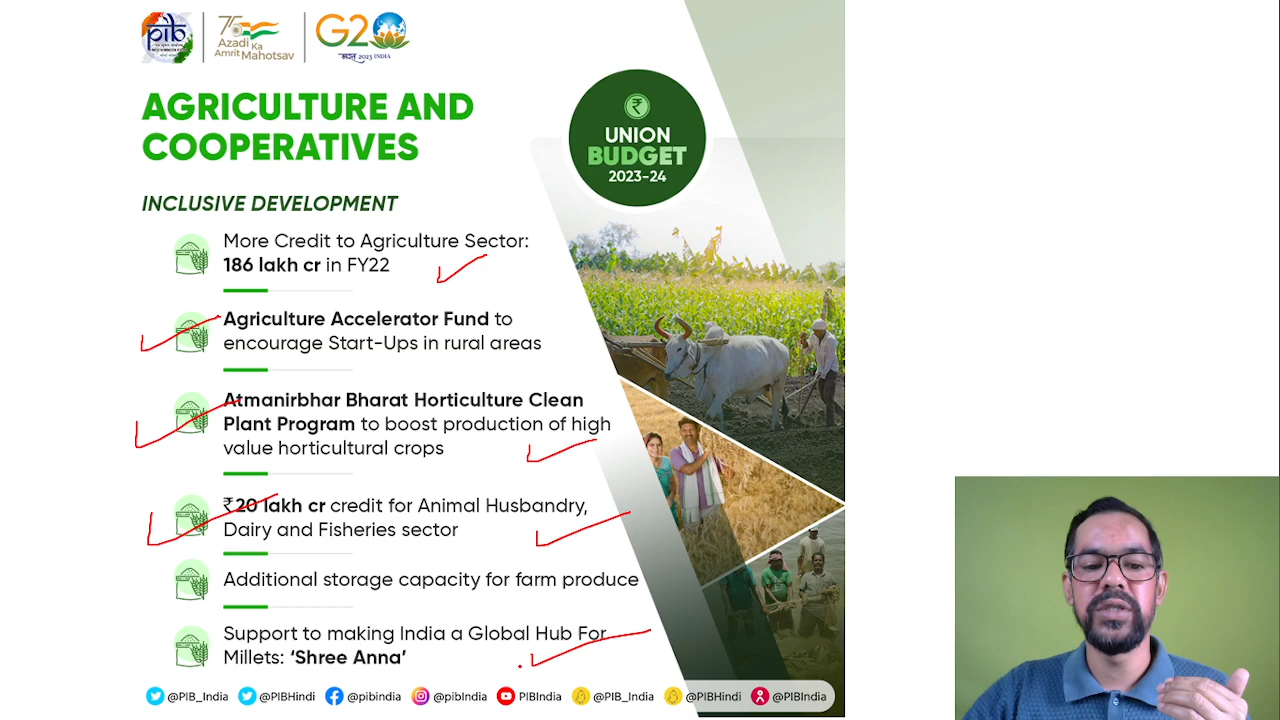 pib
75
Azadi Ka
Amrit Mahotsav
G20
भारत 2023 INDIA
AGRICULTURE AND
COOPERATIVES
UNION
BUDGET
2023-24
INCLUSIVE DEVELOPMENT
More Credit to Agriculture Sector:
186 lakh cr in FY22
Agriculture Accelerator Fund to
encourage Start-Ups in rural areas
Atmanirbhar Bharat Horticulture Clean
Plant Program to boost production of high
value horticultural crops
₹20 lakh cr credit for Animal Husbandry,
Dairy and Fisheries sector
Additional storage capacity for farm produce
Support to making India a Global Hub For
Millets: ‘Shree Anna’
@PIB_India @PIBHindi @pibindia @pibIndia PIBIndia @PIB_India @PIBHindi @PIBIndia